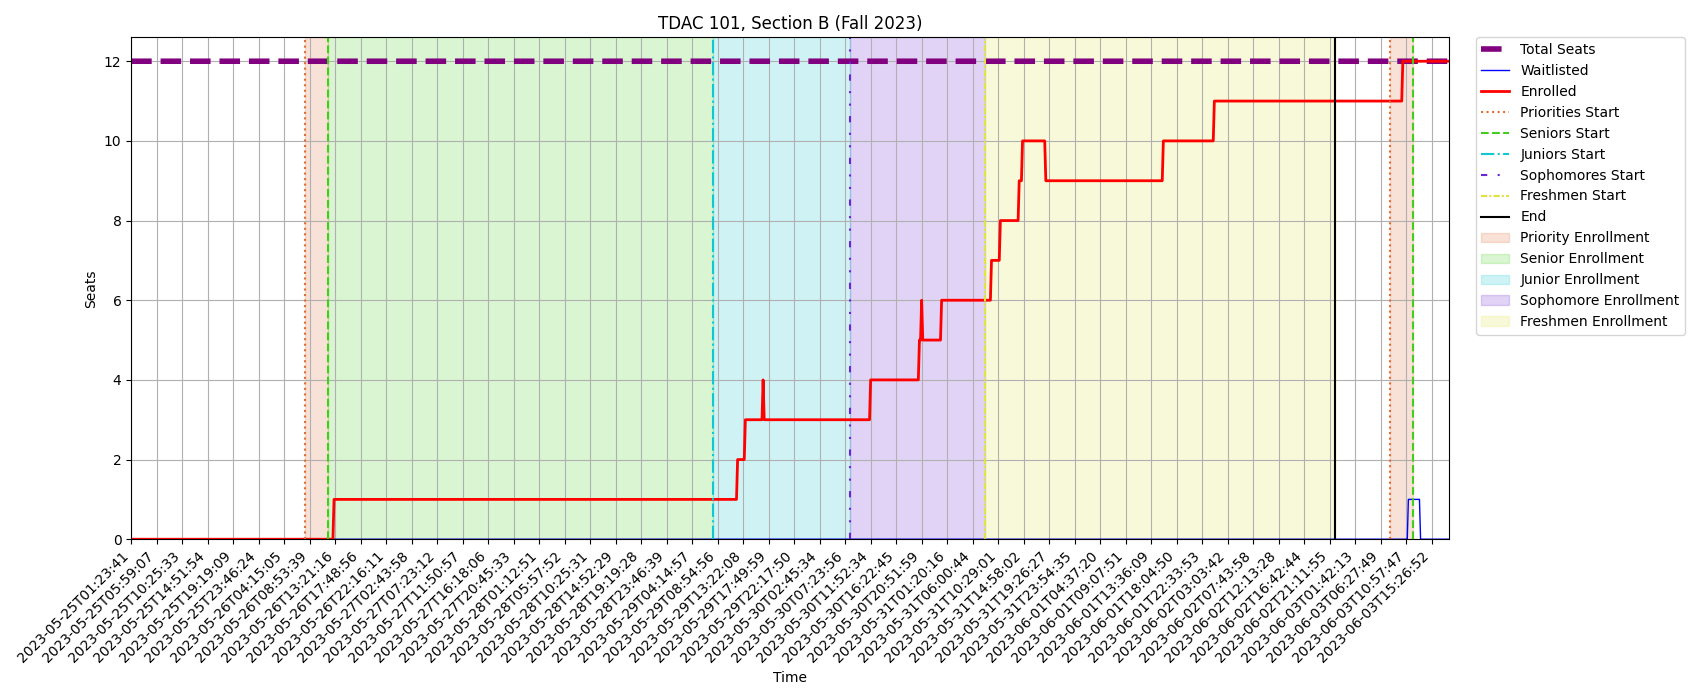 TDAC 101, Section B (Fall 2023)
Seats
12
10
8
6
4
2
0
2023-05-25T01:23:41
2023-05-25T05:59:07
2023-05-25T10:25:33
2023-05-25T14:51:54
2023-05-25T19:19:09
2023-05-25T23:46:24
2023-05-26T04:15:05
2023-05-26T08:53:39
2023-05-26T13:21:16
2023-05-26T17:48:56
2023-05-26T22:16:11
2023-05-27T02:43:58
2023-05-27T07:23:12
2023-05-27T11:50:57
2023-05-27T16:18:06
2023-05-27T20:45:33
2023-05-28T01:12:51
2023-05-28T05:57:52
2023-05-28T10:25:31
2023-05-28T14:52:29
2023-05-28T19:19:28
2023-05-28T23:46:39
2023-05-29T04:14:57
2023-05-29T08:54:56
2023-05-29T13:22:08
2023-05-29T17:49:59
2023-05-29T22:17:50
2023-05-30T02:45:34
2023-05-30T07:23:56
2023-05-30T11:52:34
2023-05-30T16:22:45
2023-05-30T20:51:59
2023-05-31T01:20:16
2023-05-31T06:00:44
2023-05-31T10:29:01
2023-05-31T14:58:02
2023-05-31T19:26:27
2023-05-31T23:54:35
2023-06-01T04:37:20
2023-06-01T09:07:51
2023-06-01T13:36:09
2023-06-01T18:04:50
2023-06-01T22:33:53
2023-06-02T03:03:42
2023-06-02T07:43:58
2023-06-02T12:13:28
2023-06-02T16:42:44
2023-06-02T21:11:55
2023-06-03T01:42:13
2023-06-03T06:27:49
2023-06-03T10:57:47
2023-06-03T15:26:52
Time
Total Seats
Waitlisted
Enrolled
Priorities Start
Seniors Start
Juniors Start
Sophomores Start
Freshmen Start
End
Priority Enrollment
Senior Enrollment
Junior Enrollment
Sophomore Enrollment
Freshmen Enrollment